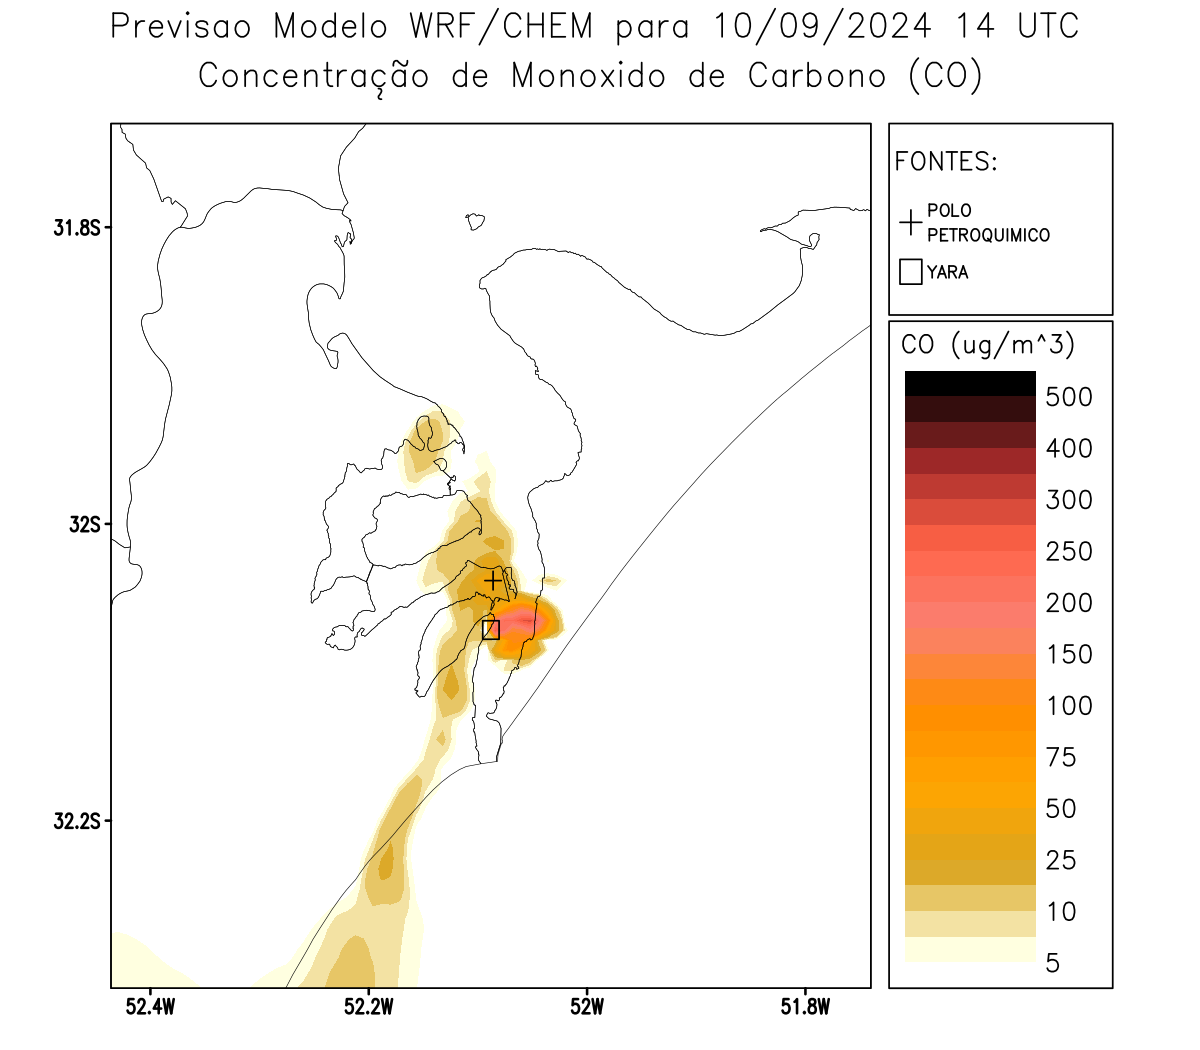 Previsao Modelo WRF/CHEM para 10/09/2024 14 UTC
Concentração de Monoxido de Carbono (CO)
FONTES:
POLO
PETROQUIMICO
YARA
CO (ug/m^3)
500
400
300
250
200
150
100
75
50
25
10
5
31.8S
32S
32.2S
52.4W
52.2W
52W
51.8W